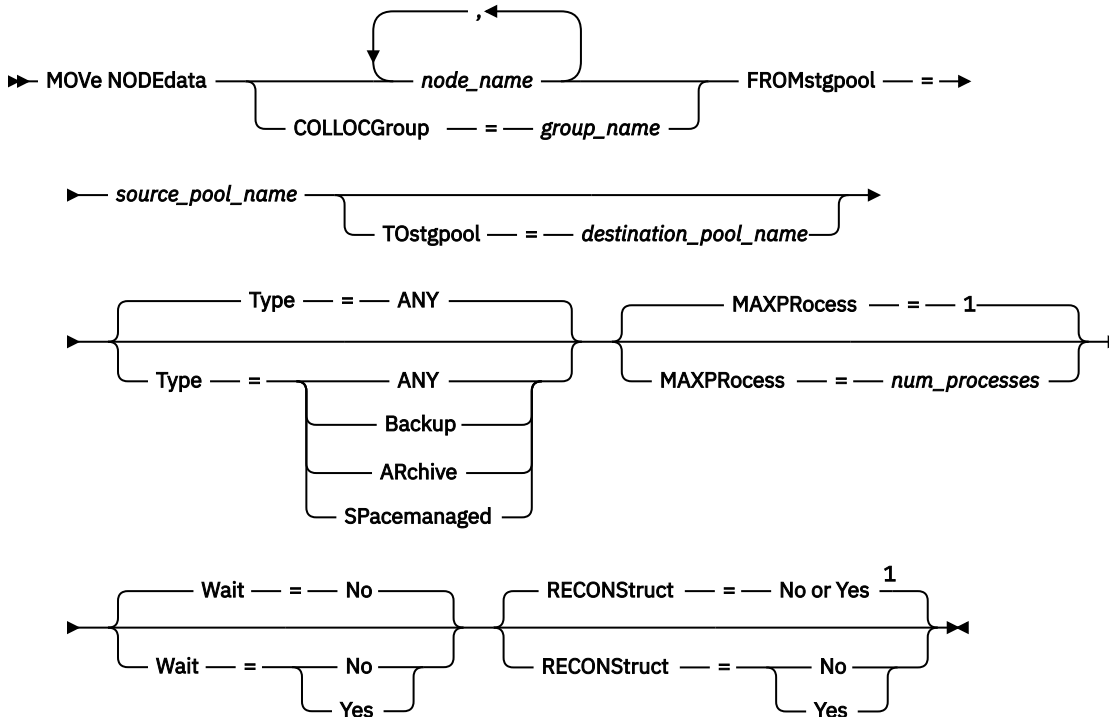 ,
MOVe NODEdata node_name FROMstgpool =
COLLOCGroup = group_name
source_pool_name
TOstgpool = destination_pool_name
Type = ANY MAXPRocess = 1
Type = ANY MAXPRocess = num_processes
Backup
ARchive
SPacemanaged
Wait = No RECONStruct = No or Yes 1
Wait = No RECONStruct = No
Yes Yes